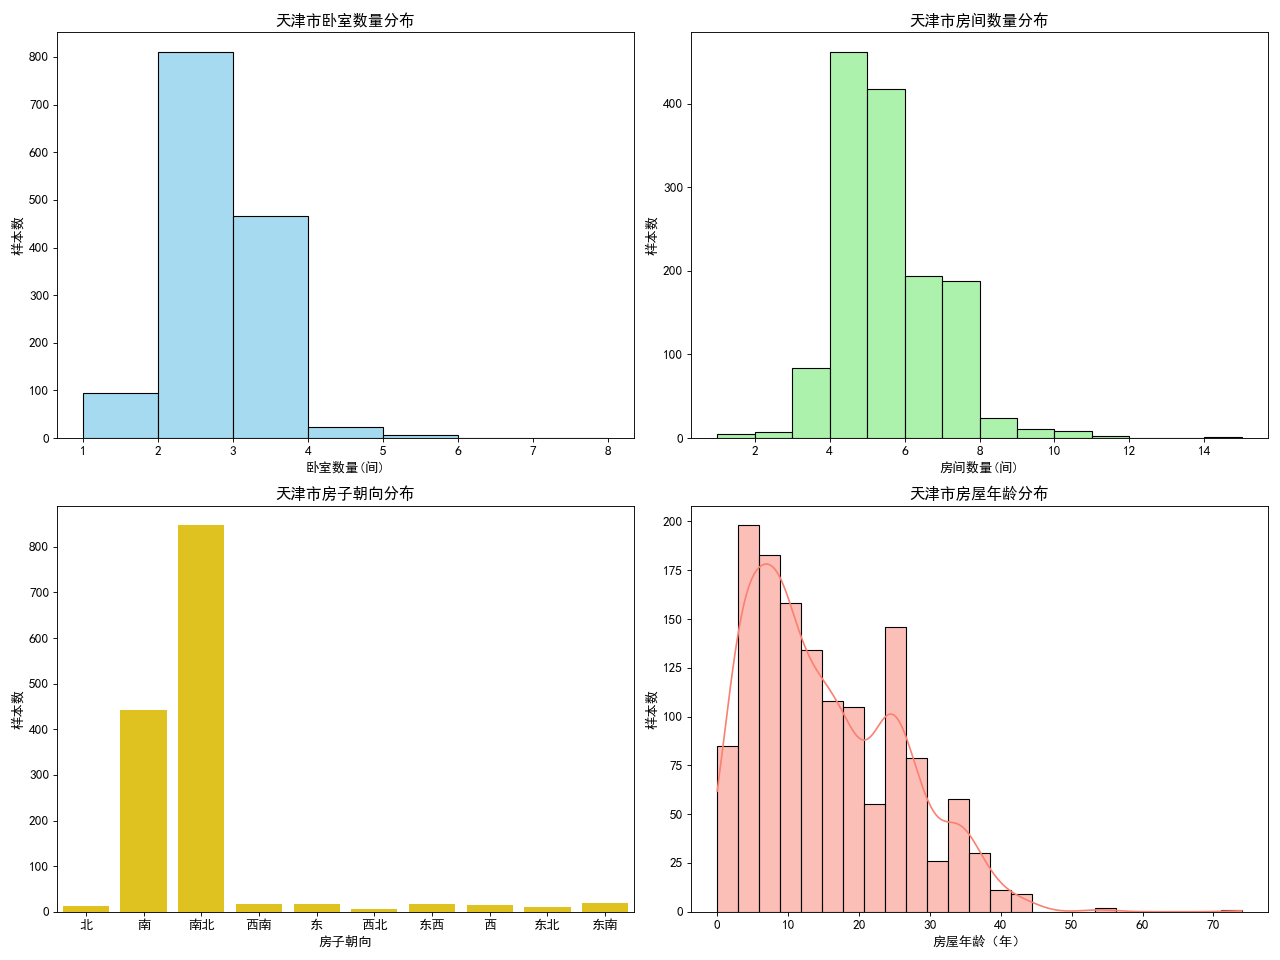 天津市卧室数量分布
样本数
800
700
600
500
400
300
200
100
0
1 2 3 4 5 6 7 8
卧室数量(间)
天津市房间数量分布
样本数
400
300
200
100
0
2 4 6 8 10 12 14
房间数量(间)
天津市房子朝向分布
样本数
800
700
600
500
400
300
200
100
0
北 南 南北 西南 东 西北 东西 西 东北 东南
房子朝向
天津市房屋年龄分布
样本数
200
175
150
125
100
75
50
25
0
0 10 20 30 40 50 60 70
房屋年龄（年）